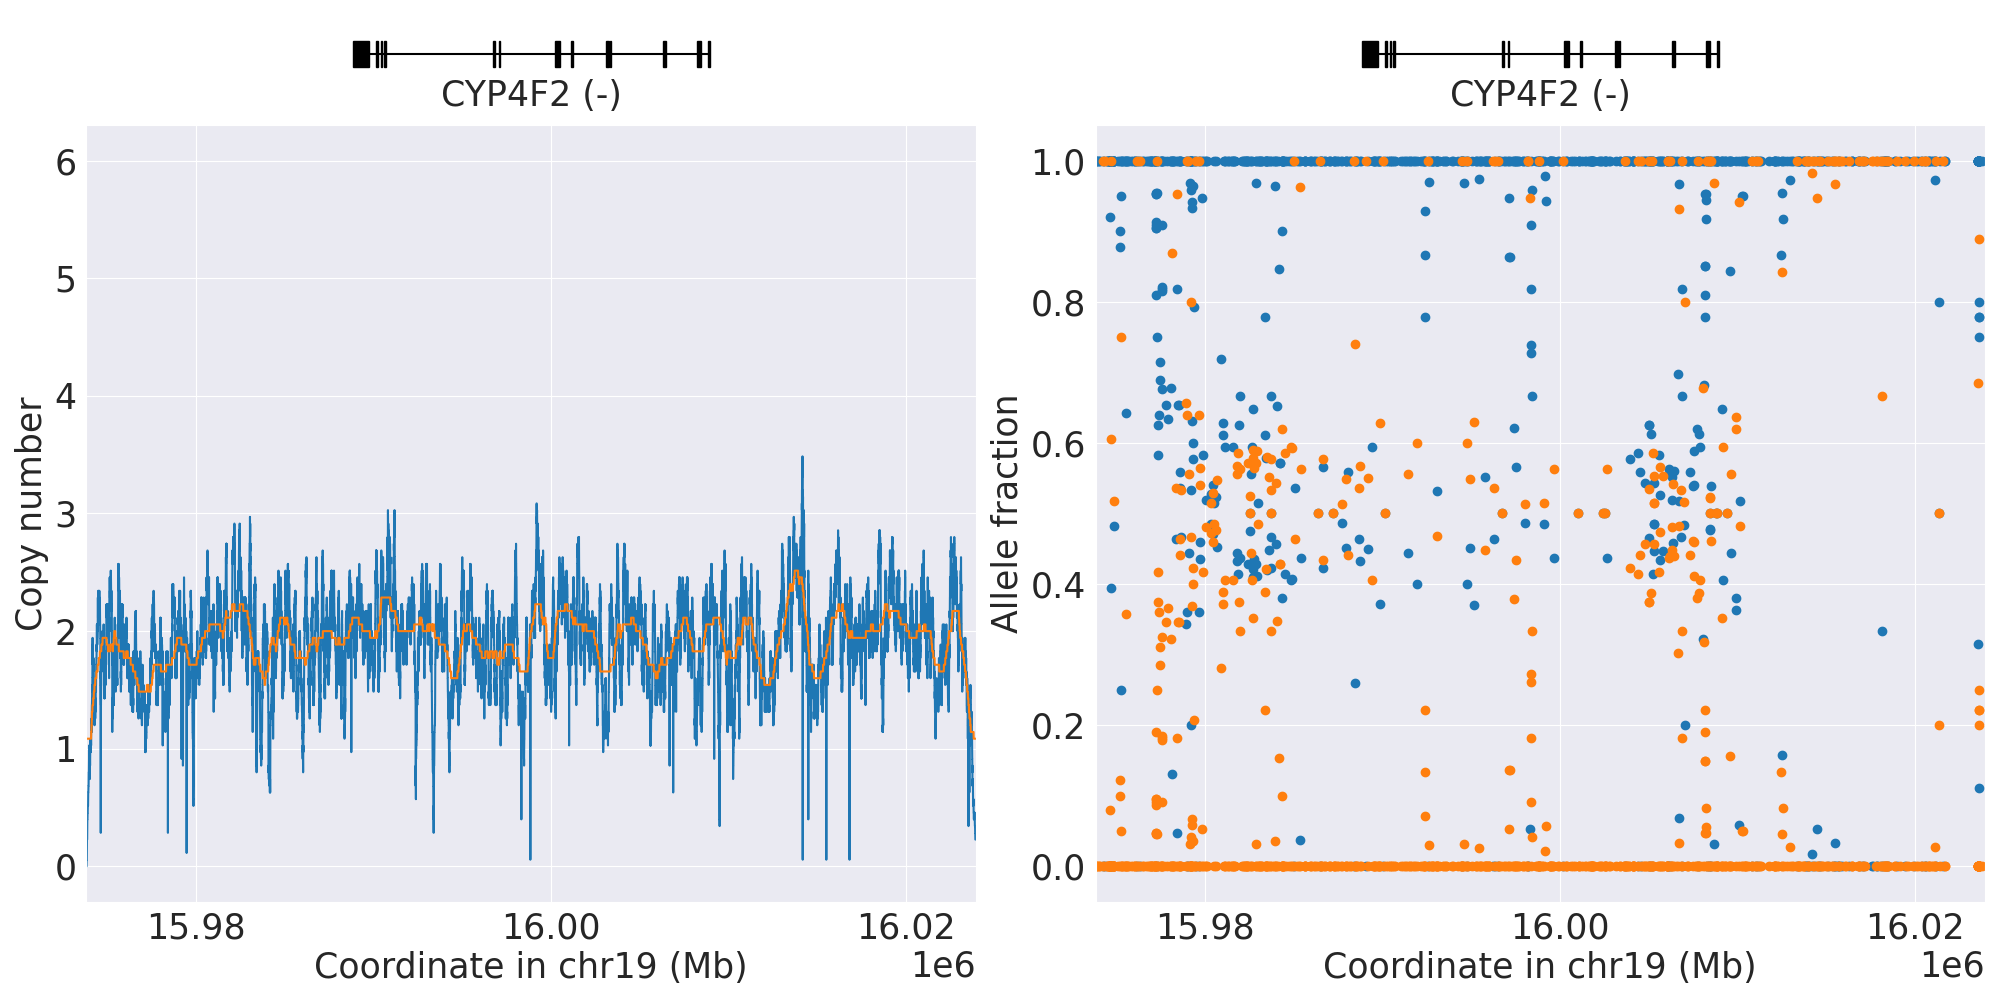 CYP4F2 (-)
6
5
4
3
2
1
0
Copy number
15.98
16.00
16.02
Coordinate in chr19 (Mb)
1e6
CYP4F2 (-)
1.0
0.8
0.6
0.4
0.2
0.0
Allele fraction
15.98
16.00
16.02
Coordinate in chr19 (Mb)
1e6